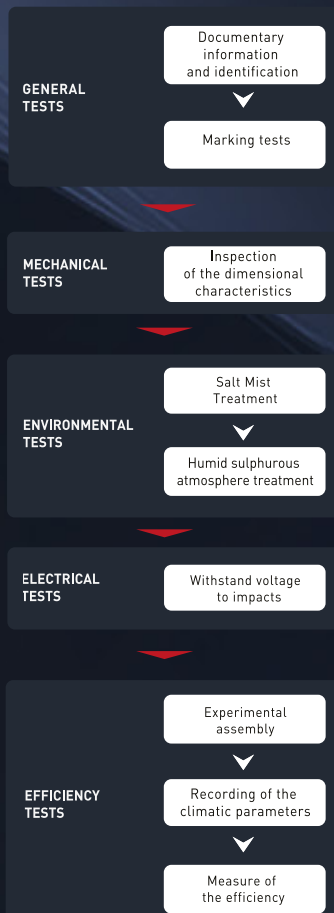 GENERAL
TESTS
Documentary
information
and identification
Marking tests
MECHANICAL
TESTS
Inspection
of the dimensional
characteristics
ENVIRONMENTAL
TESTS
Salt Mist
Treatment
Humid sulphurous
atmosphere treatment
ELECTRICAL
TESTS
Withstand voltage
to impacts
EFFICIENCY
TESTS
Experimental
assembly
Recording of the
climatic parameters
Measure of
the efficiency